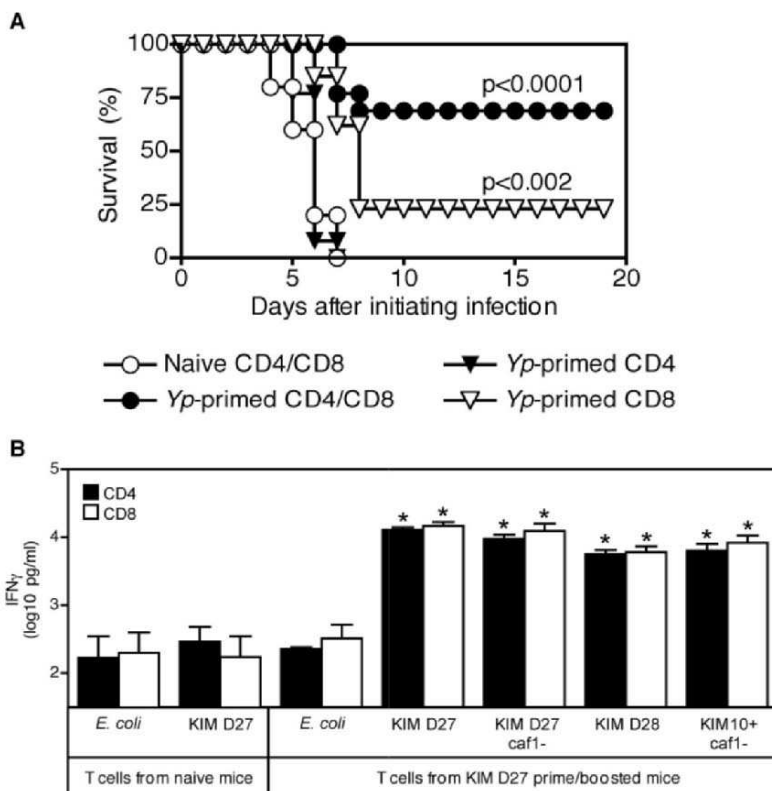 A
Survival (%)
100
75
50
25
0
p<0.0001
p<0.002
0 5 10 15 20
Days after initiating infection
Naive CD4/CD8
Yp-primed CD4
Yp-primed CD4/CD8
Yp-primed CD8
B
IFNγ
(log10 pg/ml)
5
4
3
2
CD4
CD8
* * * * * * * *
E. coli KIM D27 E. coli KIM D27 KIM D27 KIM D28 KIM10+
caf1- caf1-
T cells from naive mice T cells from KIM D27 prime/boosted mice